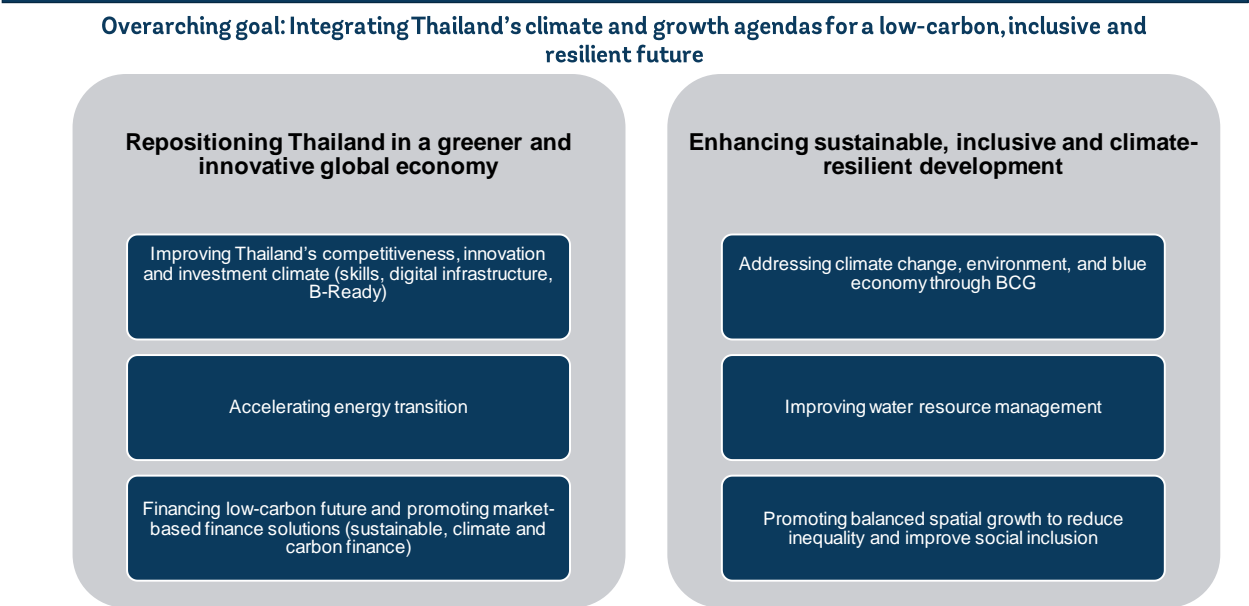 Overarching goal: Integrating Thailand's climate and growth agendas for a low-carbon, inclusive and
resilient future
Repositioning Thailand in a greener and
innovative global economy
Improving Thailand's competitiveness, innovation
and investment climate (skills, digital infrastructure,
B-Ready)
Accelerating energy transition
Financing low-carbon future and promoting market-
based finance solutions (sustainable, climate and
carbon finance)
Enhancing sustainable, inclusive and climate-
resilient development
Addressing climate change, environment, and blue
economy through BCG
Improving water resource management
Promoting balanced spatial growth to reduce
inequality and improve social inclusion